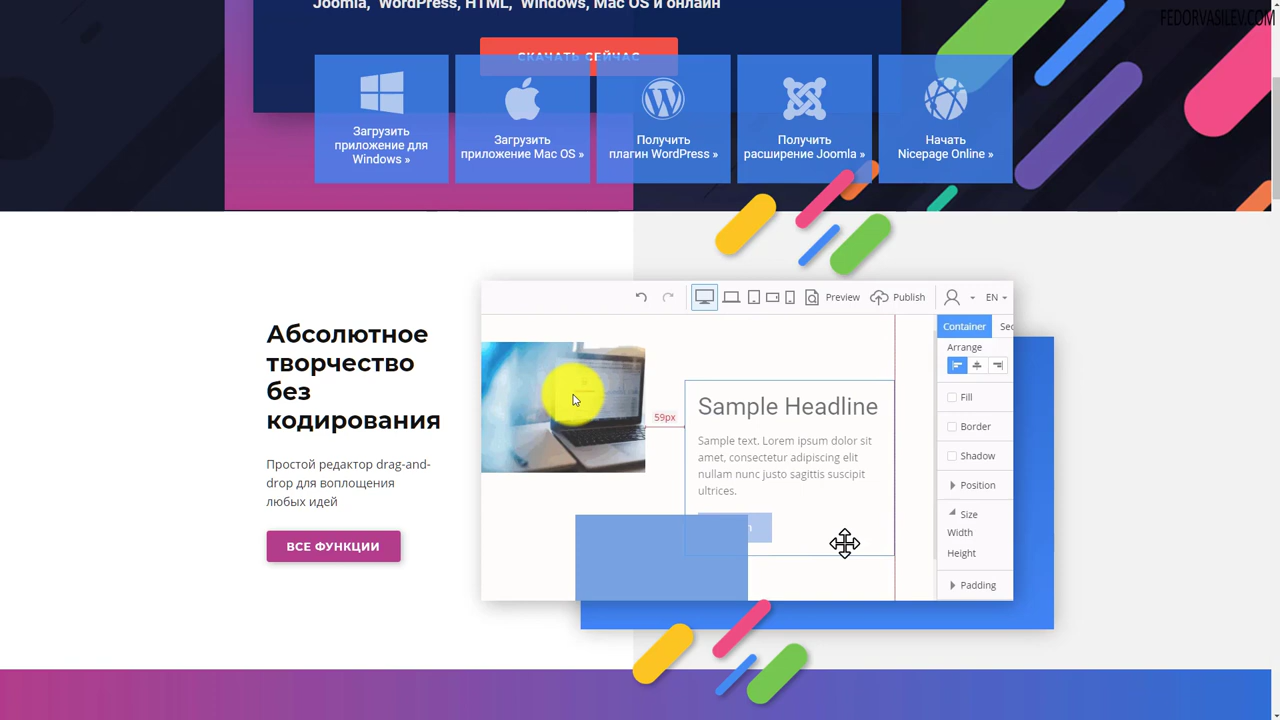 FEDORVASILEV.COM
Joomla, WordPress, HTML, Windows, Mac OS и онлайн
СКАЧАТЬ СЕЙЧАС
Загрузить
приложение для
Windows »
Загрузить
приложение Mac OS »
Получить
плагин WordPress »
Получить
расширение Joomla »
Начать
Nicepage Online »
Абсолютное
творчество
без
кодирования
Простой редактор drag-and-
drop для воплощения
любых идей
ВСЕ ФУНКЦИИ
Preview
Publish
EN
Container
Arrange
Fill
Border
Shadow
Position
Size
Width
Height
Padding
59px
Sample Headline
Sample text. Lorem ipsum dolor sit
amet, consectetur adipiscing elit
nullam nunc justo sagittis suscipit
ultrices.